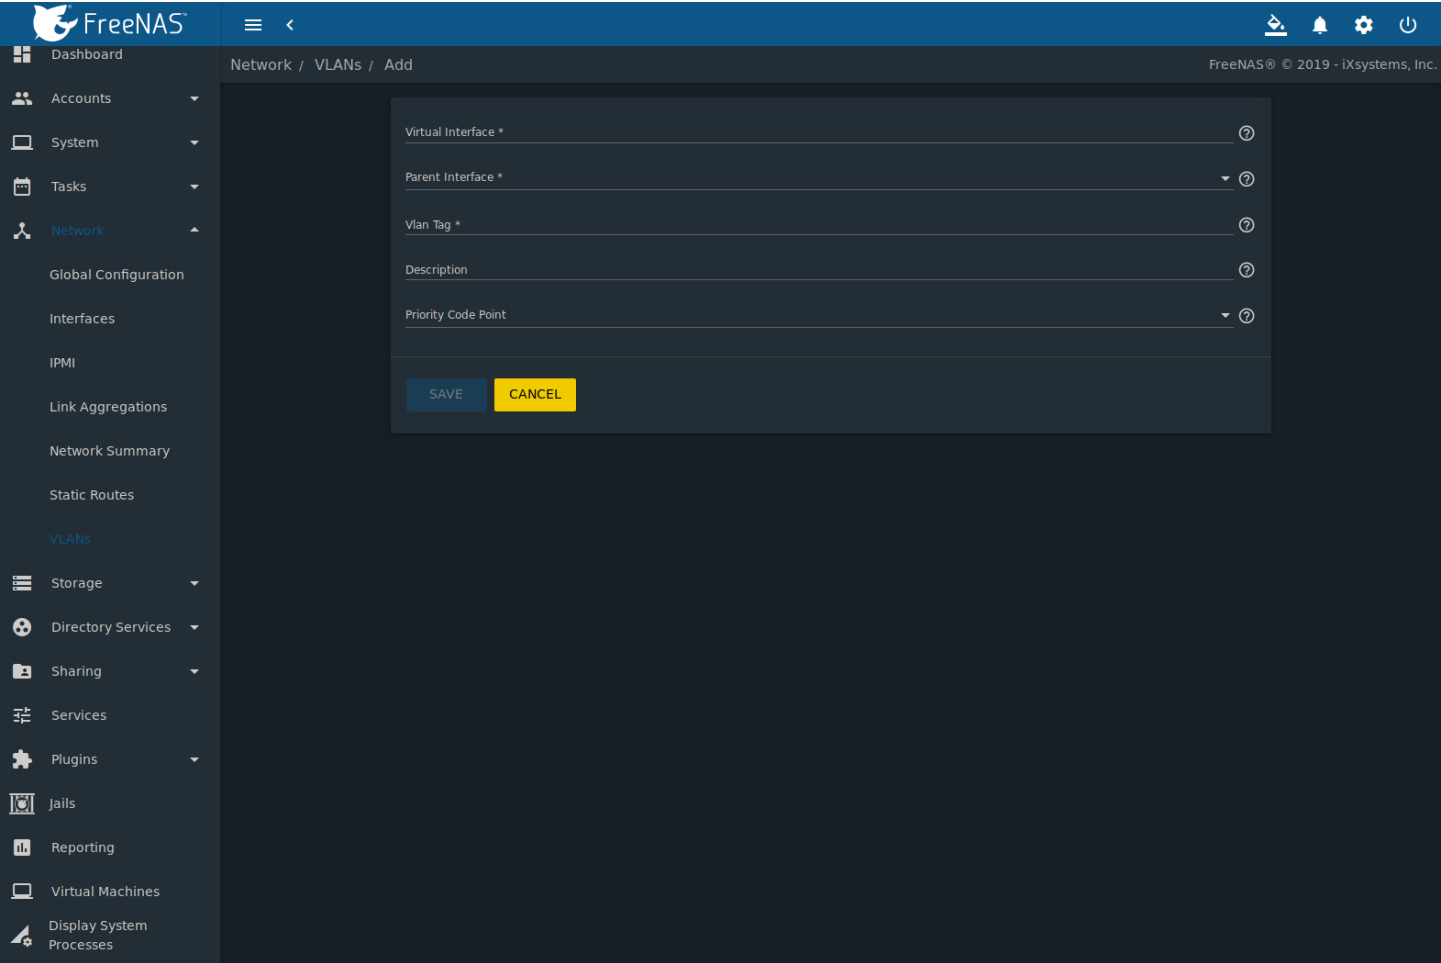 FreeNAS™
Dashboard
Accounts
System
Tasks
Network
Global Configuration
Interfaces
IPMI
Link Aggregations
Network Summary
Static Routes
VLANs
Storage
Directory Services
Sharing
Services
Plugins
Jails
Reporting
Virtual Machines
Display System
Processes
Network / VLANs / Add
FreeNAS® © 2019 - iXsystems, Inc.
Virtual Interface *
Parent Interface *
Vlan Tag *
Description
Priority Code Point
SAVE CANCEL